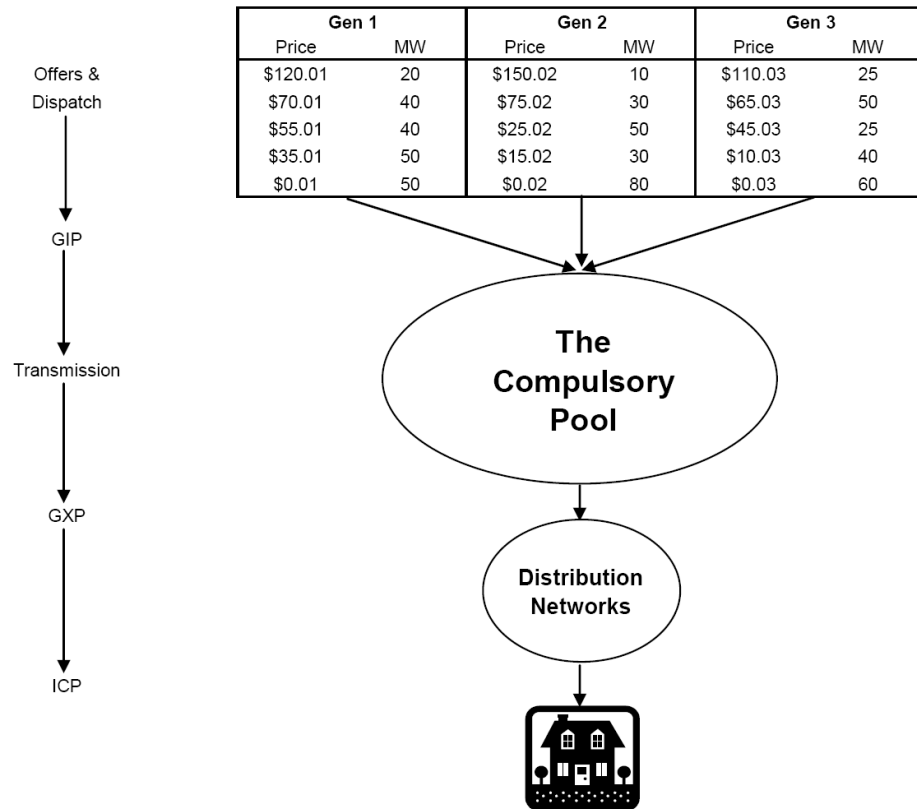 Gen 1 Gen 2 Gen 3
Price MW Price MW Price MW
Offers & $120.01 20 $150.02 10 $110.03 25
Dispatch $70.01 40 $75.02 30 $65.03 50
$55.01 40 $25.02 50 $45.03 25
$35.01 50 $15.02 30 $10.03 40
$0.01 50 $0.02 80 $0.03 60
GIP
The
Compulsory
Pool
Transmission
GXP
Distribution
Networks
ICP